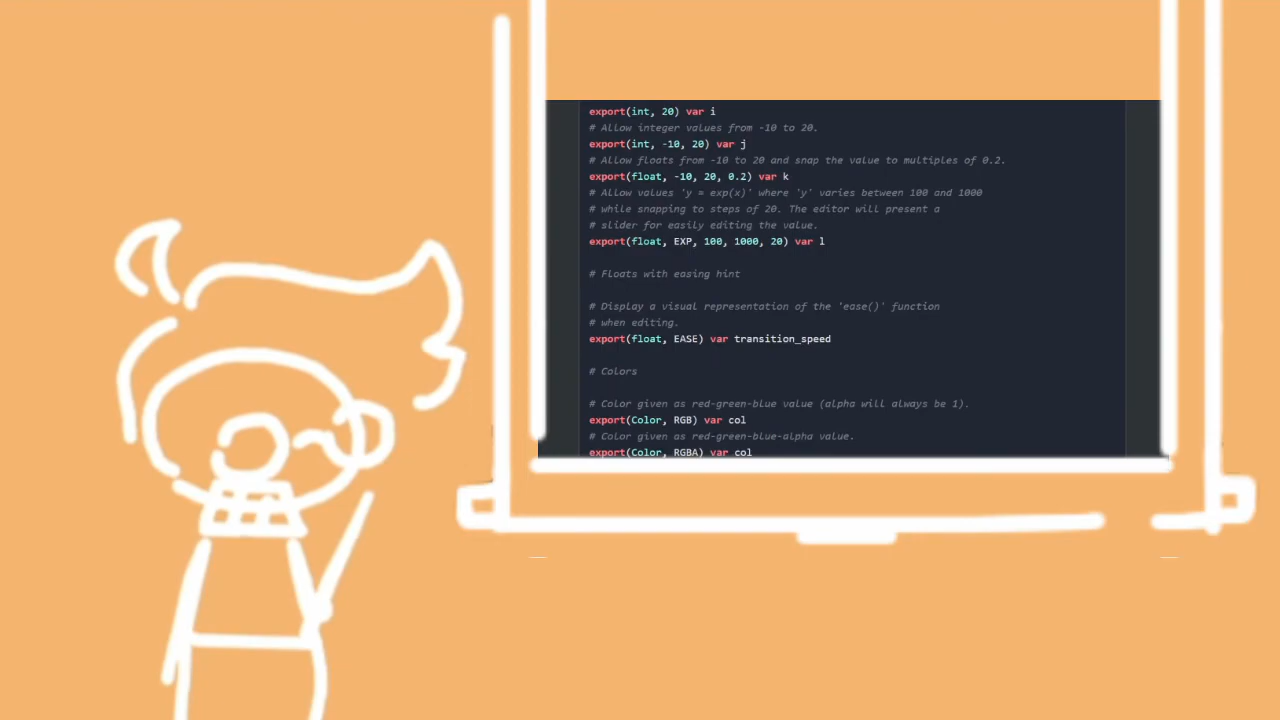 export(int, 20) var i
# Allow integer values from -10 to 20.
export(int, -10, 20) var j
# Allow floats from -10 to 20 and snap the value to multiples of 0.2.
export(float, -10, 20, 0.2) var k
# Allow values 'y = exp(x)' where 'y' varies between 100 and 1000
# while snapping to steps of 20. The editor will present a
# slider for easily editing the value.
export(float, EXP, 100, 1000, 20) var l
# Floats with easing hint
# Display a visual representation of the 'ease()' function
# when editing.
export(float, EASE) var transition_speed
# Colors
# Color given as red-green-blue value (alpha will always be 1).
export(Color, RGB) var col
# Color given as red-green-blue-alpha value.
export(Color, RGBA) var col